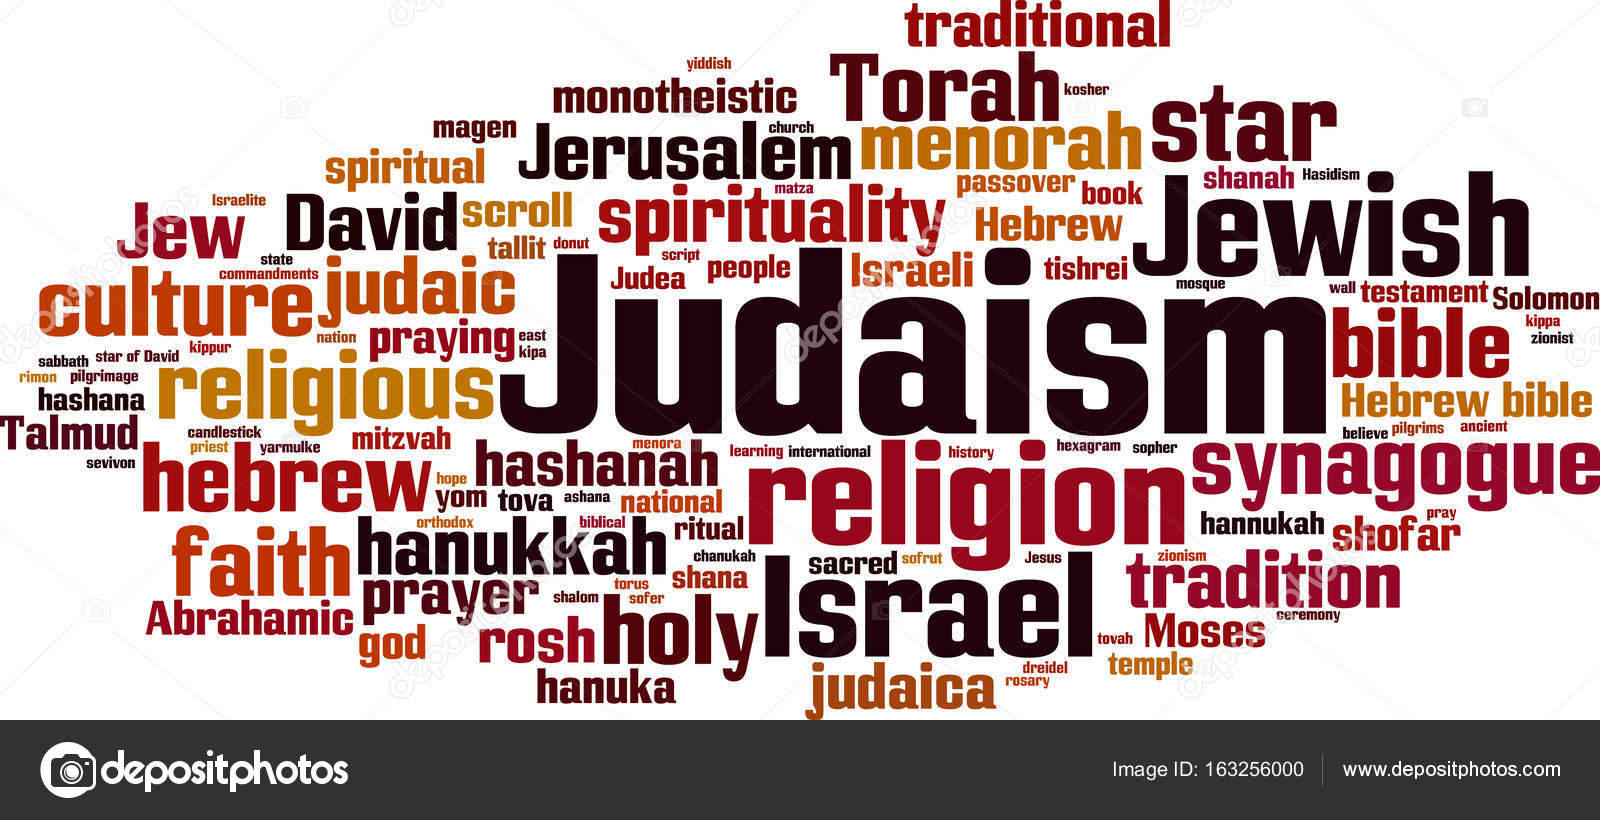 traditional
yiddish
monotheistic
Torah
kosher
star
magen
church
Jerusalem
menorah
spiritual
passover
shanah
Hasidism
Israelite
matza
book
Jewish
Jew
David
scroll
spirituality
Hebrew
state
tallit
donut
script
commandments
judaic
Judea
people
Israeli
tishrei
mosque
wall
testament
Solomon
culture
Judaism
nation
praying
east
kippur
kipa
kippa
bible
zionist
sabbath
star of David
rimon
pilgrimage
religious
hashana
Hebrew bible
Talmud
candlestick
priest
yarmulke
mitzvah
believe
pilgrims
ancient
sevivon
hebrew
hashanah
menora
learning
international
history
hexagram
sopher
synagogue
hope
yom
tova
ashana
national
religion
orthodox
biblical
ritual
hannukah
shofar
pray
faith
hanukkah
chanukah
sacred
sofrut
Jesus
zionism
prayer
torus
shana
Israel
tradition
Abrahamic
shalom
sofer
ceremony
god
rosh
holy
tovah
Moses
hanuka
judaica
dreidel
rosary
temple
depositphotos
Image ID: 163256000
www.depositphotos.com